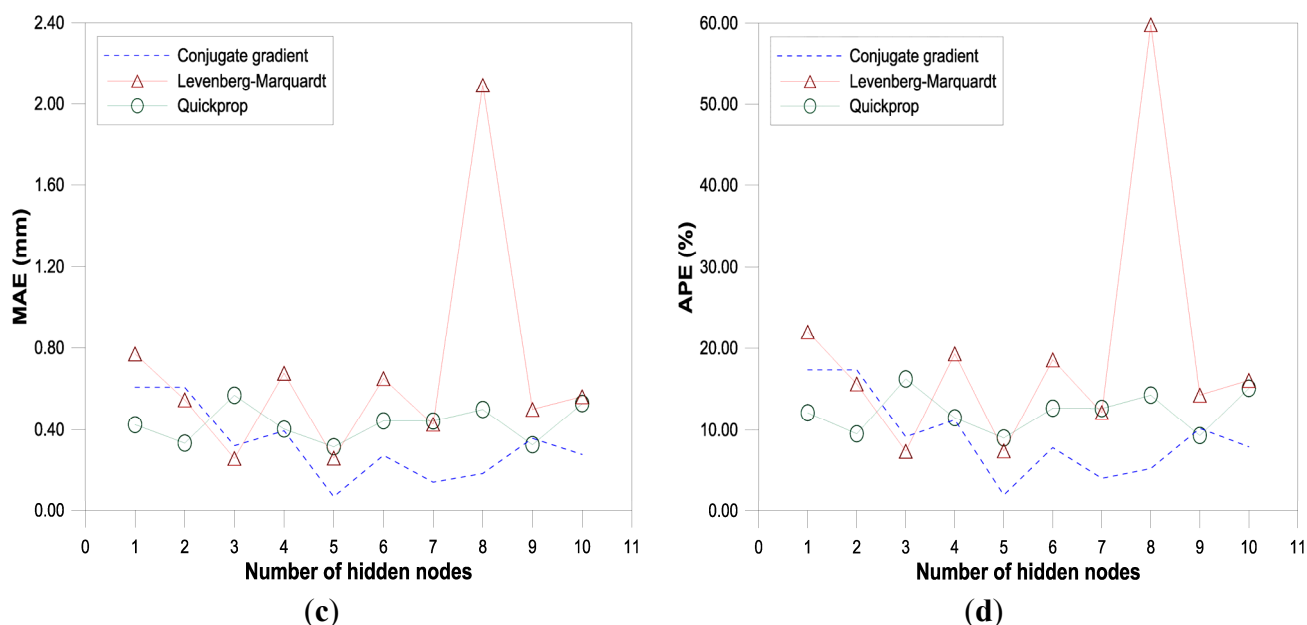 2.40
2.00
1.60
1.20
0.80
0.40
0.00
MAE (mm)
Conjugate gradient
Levenberg-Marquardt
Quickprop
0 1 2 3 4 5 6 7 8 9 10 11
Number of hidden nodes
(c)
60.00
50.00
40.00
30.00
20.00
10.00
0.00
APE (%)
Conjugate gradient
Levenberg-Marquardt
Quickprop
0 1 2 3 4 5 6 7 8 9 10 11
Number of hidden nodes
(d)